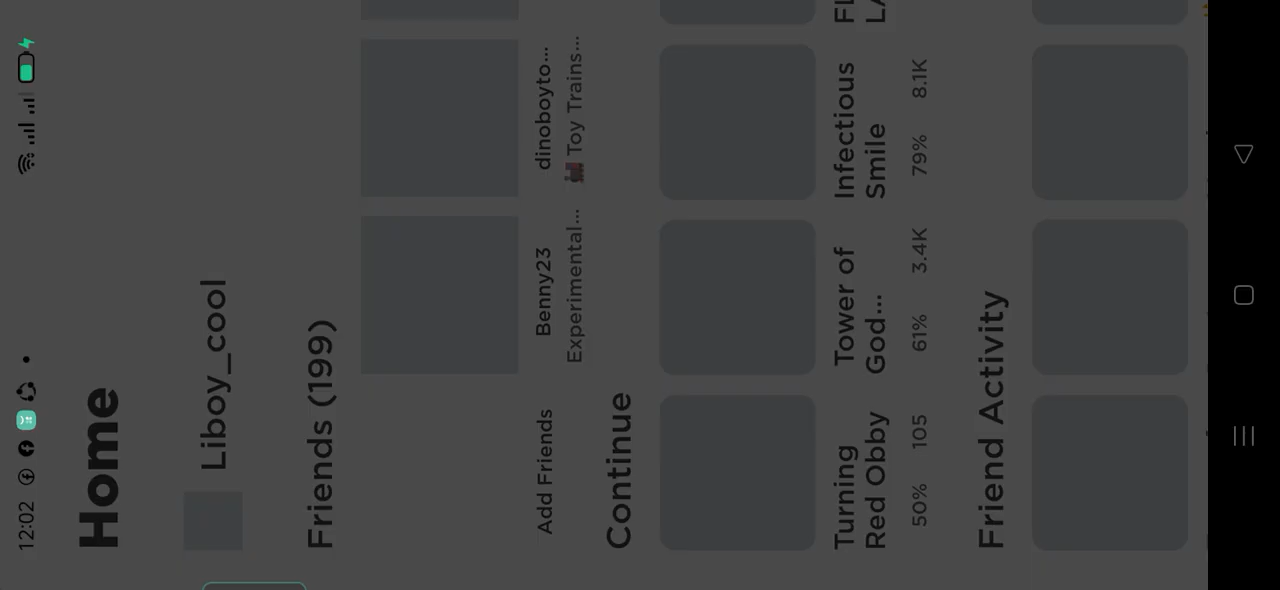 12:02
Home
Liboy_cool
Friends (199)
Add Friends
Benny23
Experimental...
dinoboyto...
Toy Trains...
Continue
Turning
Red Obby
50% 105
Tower of
God...
61% 3.4K
Infectious
Smile
79% 8.1K
Friend Activity